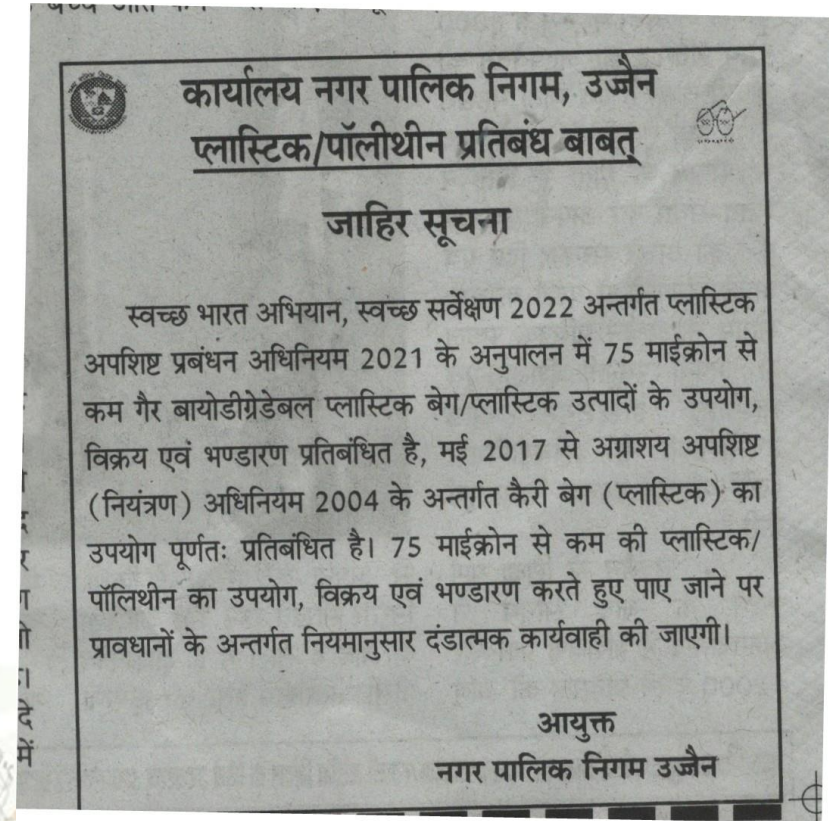 कार्यालय नगर पालिक निगम, उज्जैन
प्लास्टिक/पॉलीथीन प्रतिबंध बाबत्
जाहिर सूचना
स्वच्छ भारत अभियान, स्वच्छ सर्वेक्षण 2022 अन्तर्गत प्लास्टिक
अपशिष्ट प्रबंधन अधिनियम 2021 के अनुपालन में 75 माईक्रोन से
कम गैर बायोडीग्रेडेबल प्लास्टिक बेग/प्लास्टिक उत्पादों के उपयोग,
विक्रय एवं भण्डारण प्रतिबंधित है, मई 2017 से अग्राशय अपशिष्ट
(नियंत्रण) अधिनियम 2004 के अन्तर्गत कैरी बेग (प्लास्टिक) का
उपयोग पूर्णतः प्रतिबंधित है। 75 माईक्रोन से कम की प्लास्टिक/
पॉलिथीन का उपयोग, विक्रय एवं भण्डारण करते हुए पाए जाने पर
प्रावधानों के अन्तर्गत नियमानुसार दंडात्मक कार्यवाही की जाएगी।
आयुक्त
नगर पालिक निगम उज्जैन